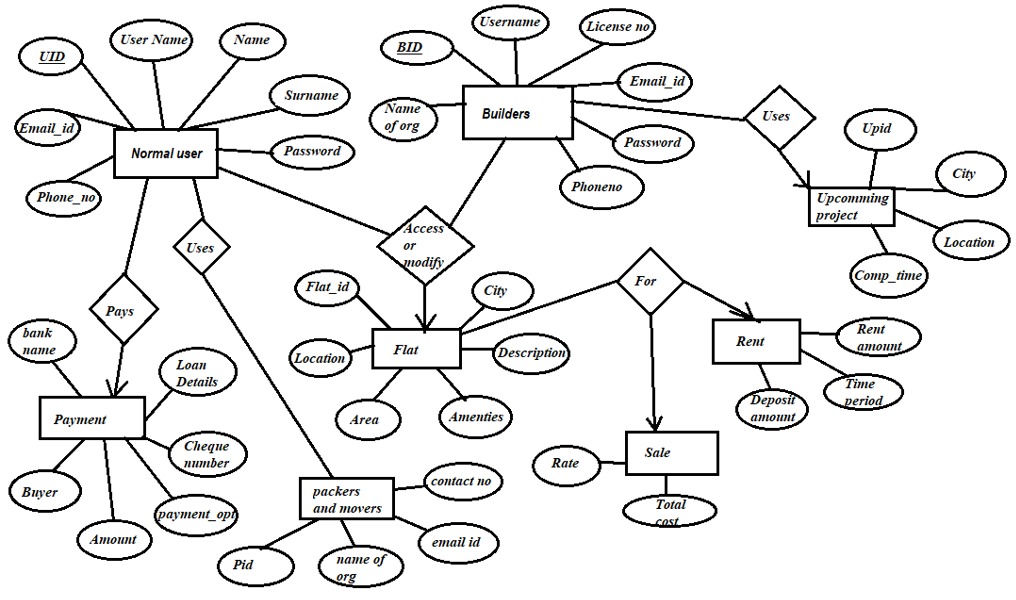 Username
License no
User Name
Name
BID
UID
Email_id
Surname
Name
of org
Builders
Uses
Upid
Email_id
Normal user
Password
Password
City
Phone_no
Phoneno
Upcomming
project
Access
or
modify
Uses
Location
Comp_time
For
Flat_id
City
Pays
bank
name
Rent
Rent
amount
Flat
Location
Description
Loan
Details
Time
period
Deposit
amount
Payment
Area
Amenties
Cheque
number
Sale
Rate
Buyer
contact no
packers
and movers
payment_opt
Total
cost
Amount
email id
Pid
name of
org